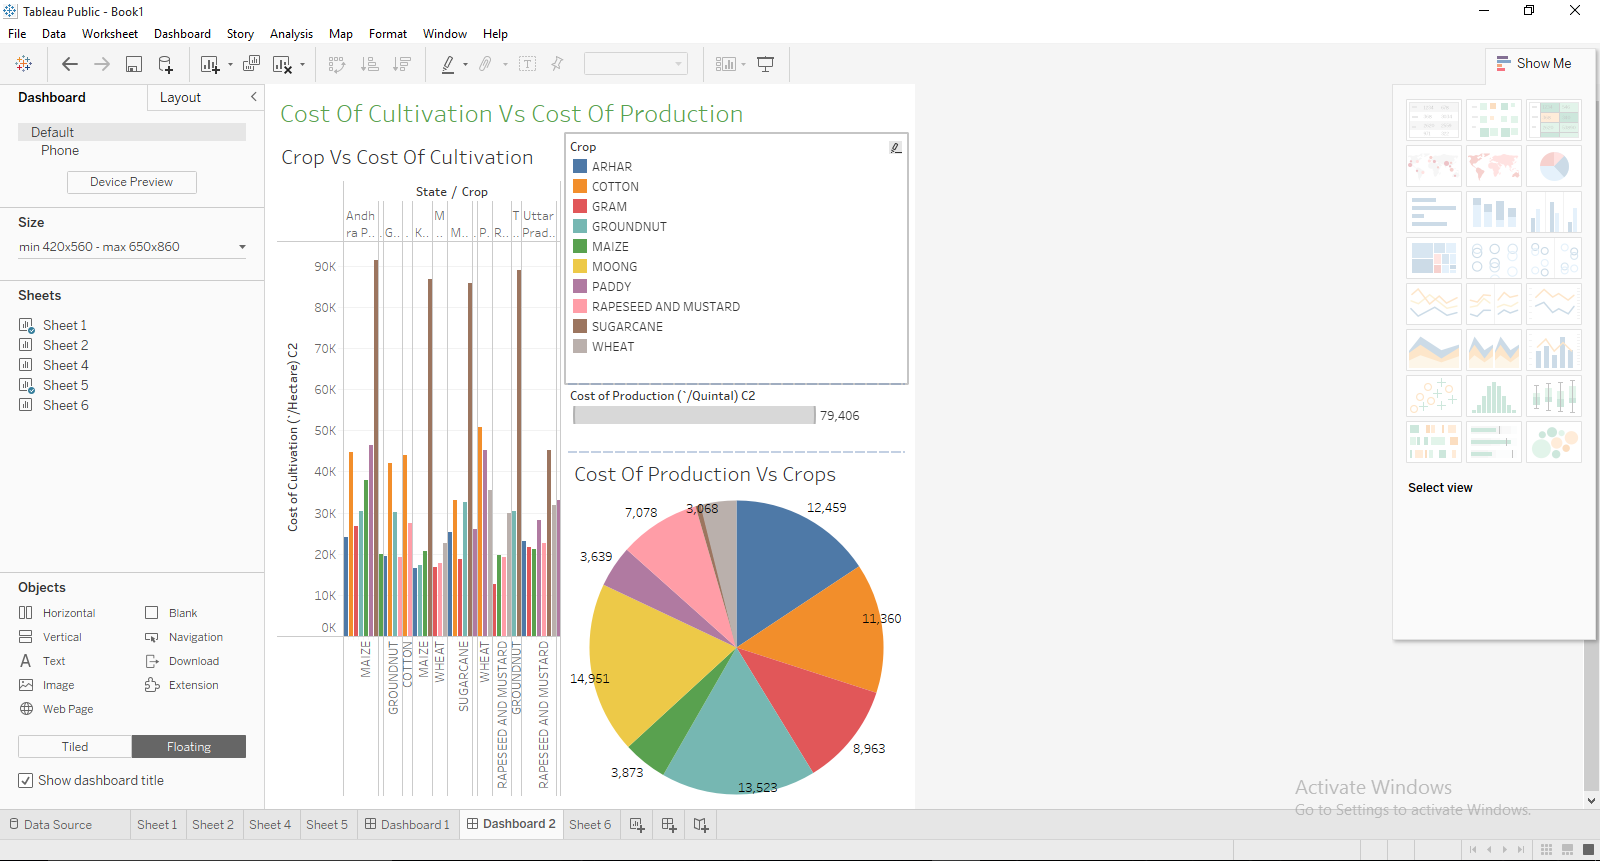 Tableau Public - Book1
File Data Worksheet Dashboard Story Analysis Map Format Window Help
Show Me
Dashboard Layout
Default
Phone
Device Preview
Size
min 420x560 - max 650x860
Sheets
Sheet 1
Sheet 2
Sheet 4
Sheet 5
Sheet 6
Objects
Horizontal Blank
Vertical Navigation
Text Download
Image Extension
Web Page
Tiled Floating
Show dashboard title
Cost Of Cultivation Vs Cost Of Production
Crop Vs Cost Of Cultivation
State / Crop
Andh M T Uttar
ra P.. . G.. . K.. .. M.. . P. R.. .. Prad..
90K
80K
70K
60K
50K
40K
30K
20K
10K
0K
Cost of Cultivation (`/Hectare) C2
MAIZE
GROUNDNUT
COTTON
MAIZE
WHEAT
SUGARCANE
WHEAT
RAPESEED AND MUSTARD
GROUNDNUT
RAPESEED AND MUSTARD
Crop
ARHAR
COTTON
GRAM
GROUNDNUT
MAIZE
MOONG
PADDY
RAPESEED AND MUSTARD
SUGARCANE
WHEAT
Cost of Production (`/Quintal) C2
79,406
Cost Of Production Vs Crops
12,459
11,360
8,963
13,523
3,873
14,951
3,639
7,078
3,068
Select view
Activate Windows
Go to Settings to activate Windows.
Data Source Sheet 1 Sheet 2 Sheet 4 Sheet 5 Dashboard 1 Dashboard 2 Sheet 6